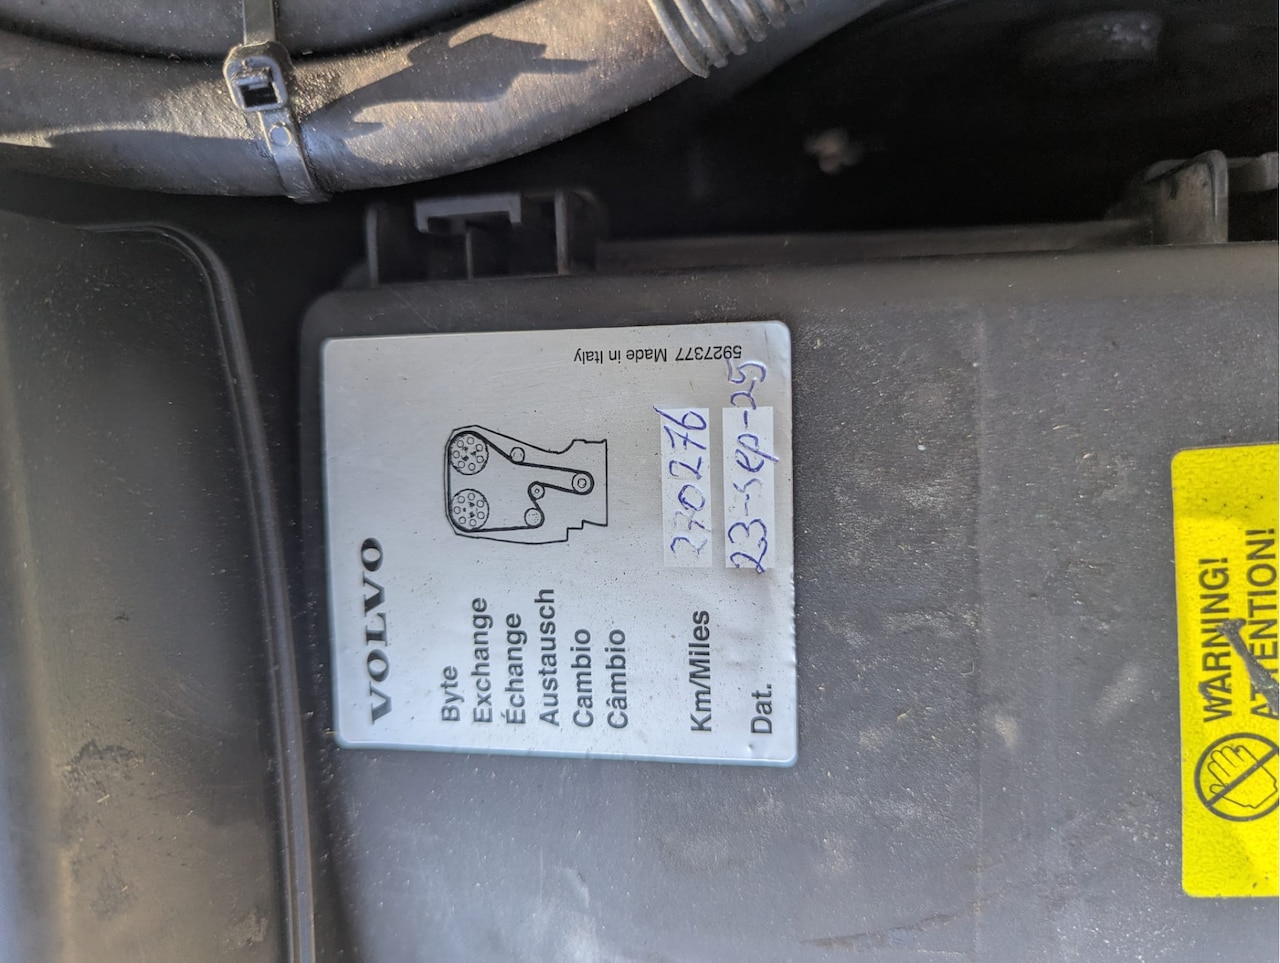 VOLVO
Byte
Exchange
Échange
Austausch
Cambio
Câmbio
Km/Miles 270276
Dat. 23-sep-25
5927377 Made in Italy
WARNING!
ATTENTION!